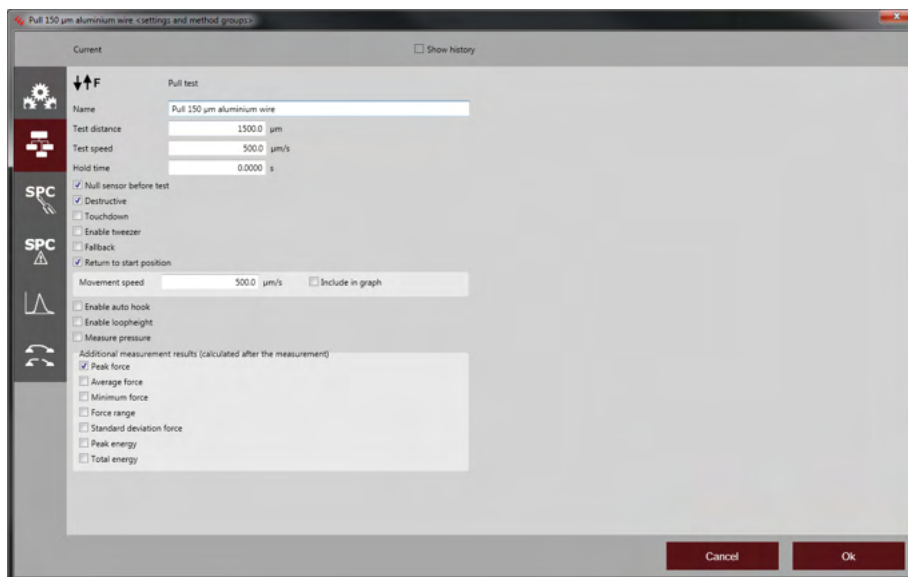 Pull 150 µm aluminium wire <settings and method groups>
Current
Show history
F Pull test
Name Pull 150 µm aluminium wire
Test distance 1500.0 µm
Test speed 500.0 µm/s
Hold time 0.0000 s
Null sensor before test
Destructive
Touchdown
Enable tweezer
Fallback
Return to start position
Movement speed 500.0 µm/s Include in graph
Enable auto hook
Enable loopheight
Measure pressure
Additional measurement results (calculated after the measurement)
Peak force
Average force
Minimum force
Force range
Standard deviation force
Peak energy
Total energy
SPC
SPC
Cancel Ok